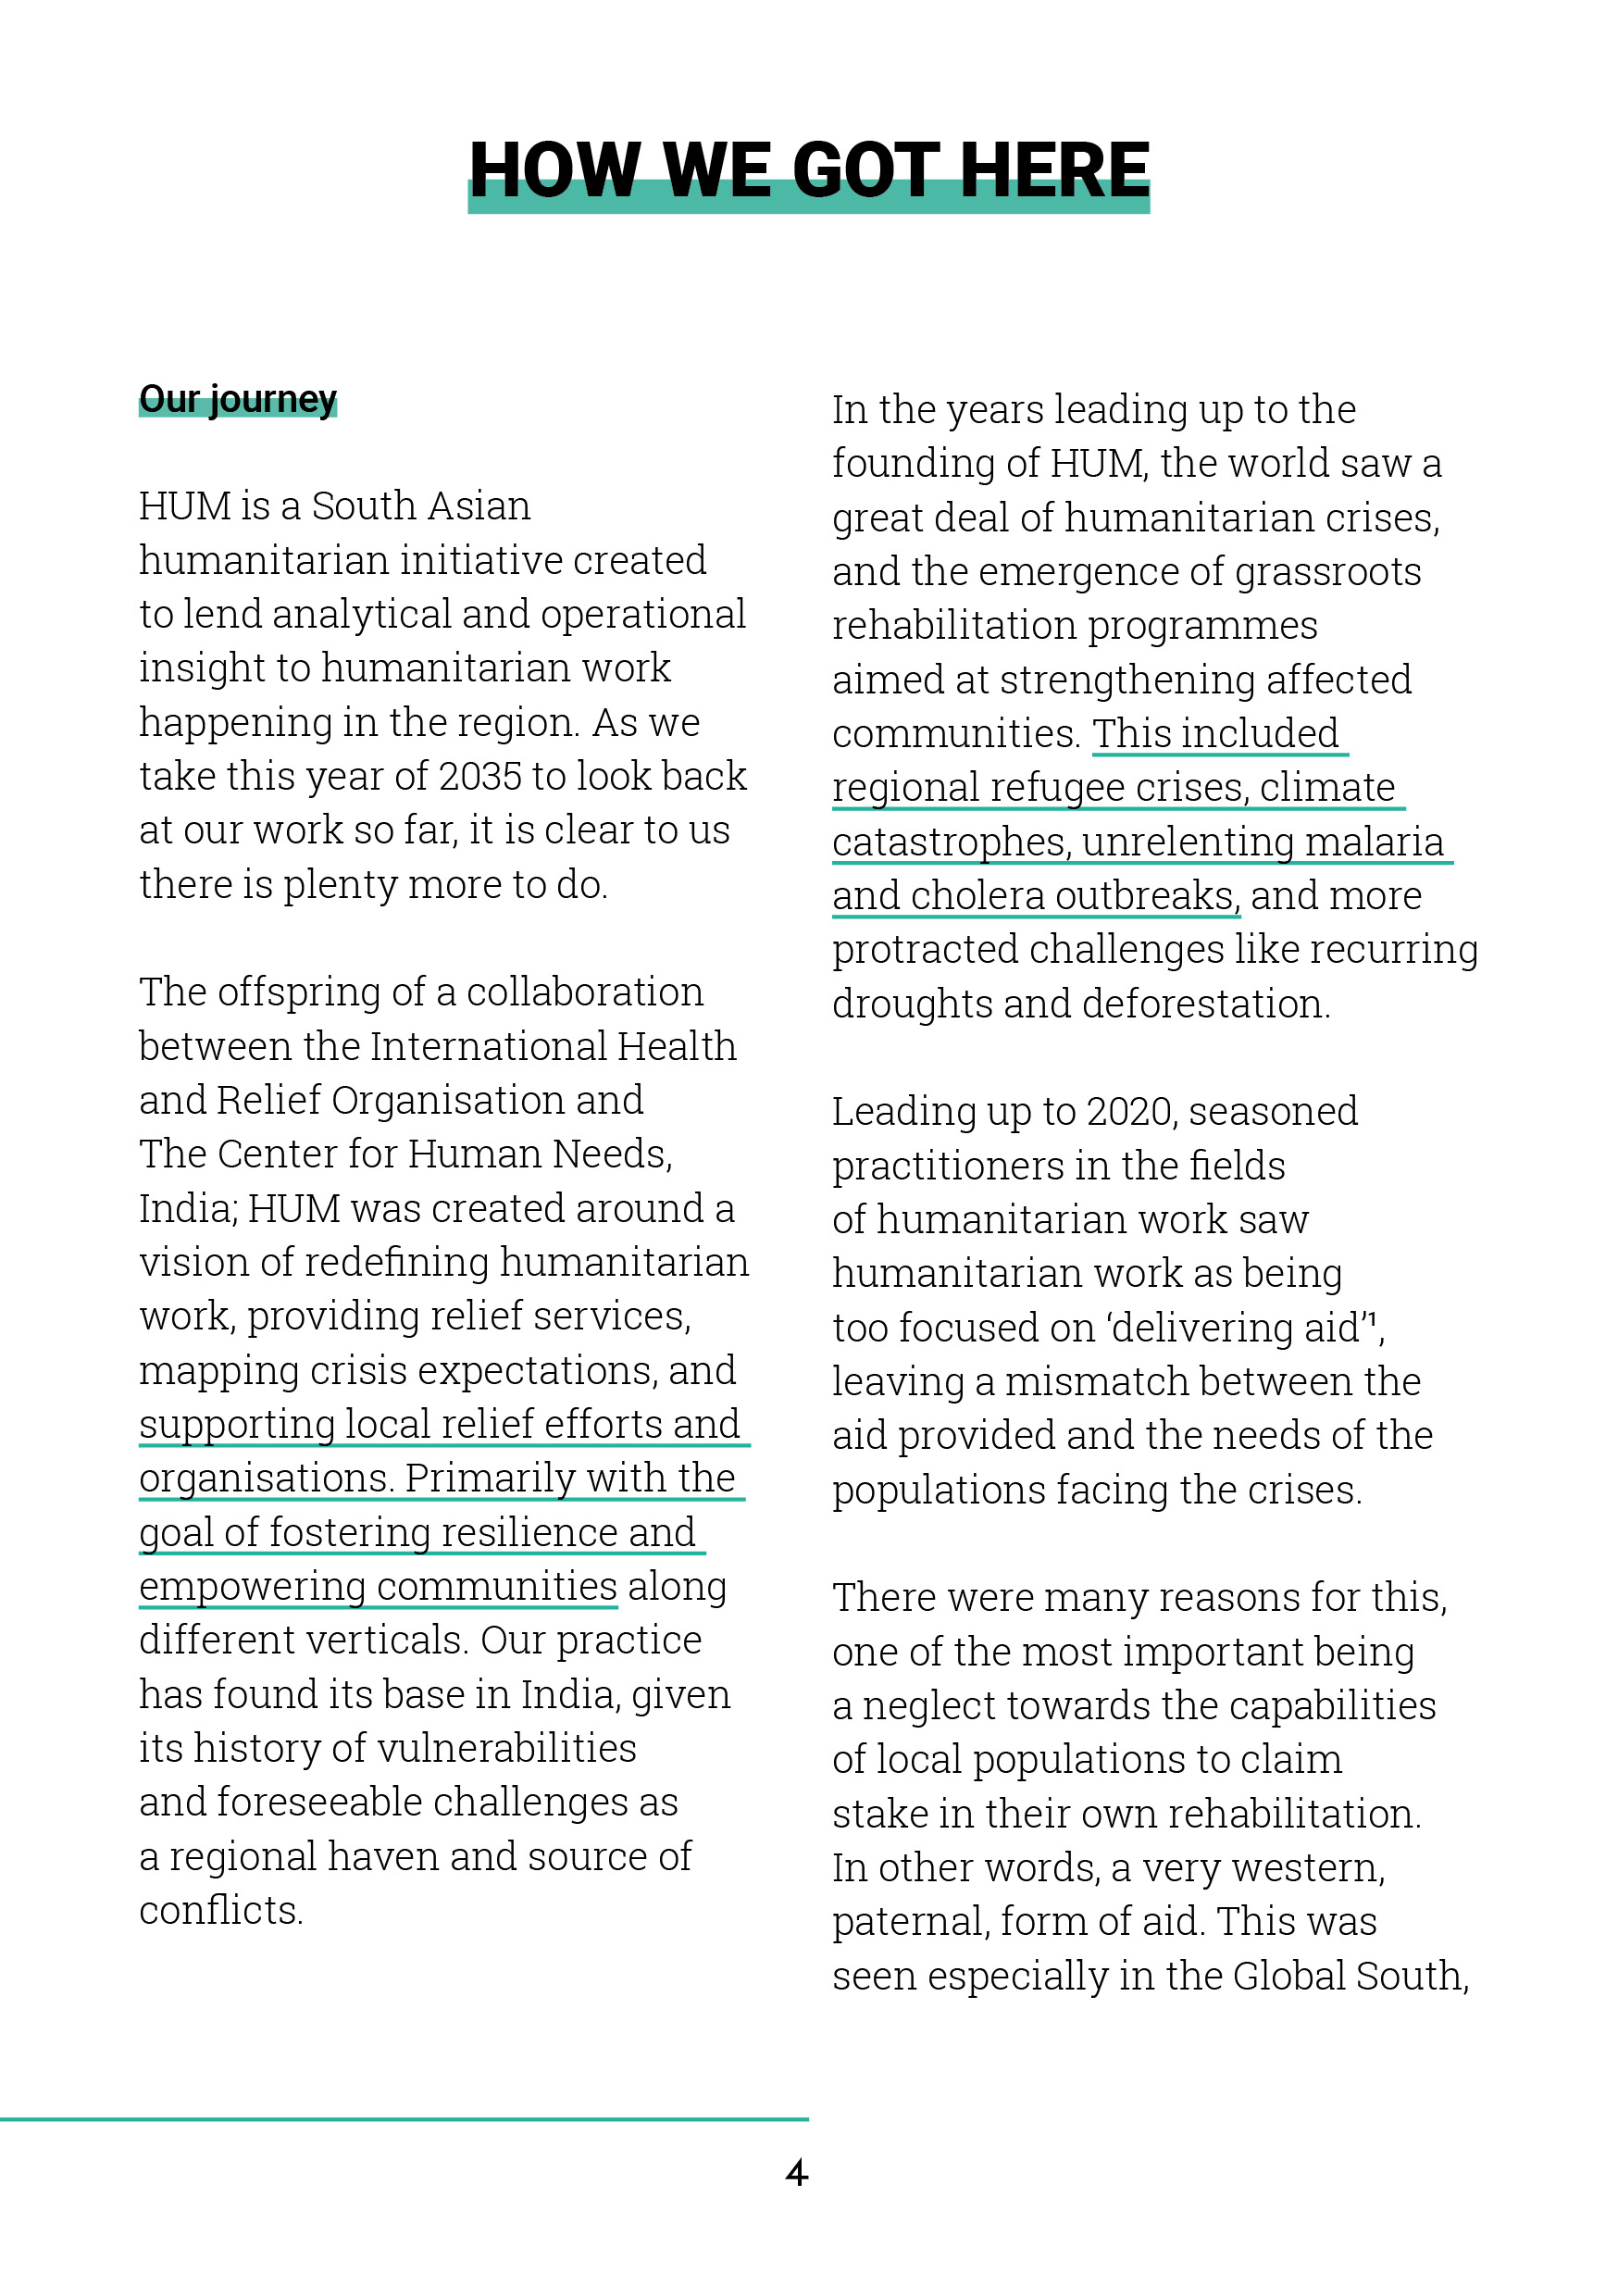 HOW WE GOT HERE
Our journey
HUM is a South Asian
humanitarian initiative created
to lend analytical and operational
insight to humanitarian work
happening in the region. As we
take this year of 2035 to look back
at our work so far, it is clear to us
there is plenty more to do.
The offspring of a collaboration
between the International Health
and Relief Organisation and
The Center for Human Needs,
India; HUM was created around a
vision of redefining humanitarian
work, providing relief services,
mapping crisis expectations, and
supporting local relief efforts and
organisations. Primarily with the
goal of fostering resilience and
empowering communities along
different verticals. Our practice
has found its base in India, given
its history of vulnerabilities
and foreseeable challenges as
a regional haven and source of
conflicts.
In the years leading up to the
founding of HUM, the world saw a
great deal of humanitarian crises,
and the emergence of grassroots
rehabilitation programmes
aimed at strengthening affected
communities. This included
regional refugee crises, climate
catastrophes, unrelenting malaria
and cholera outbreaks, and more
protracted challenges like recurring
droughts and deforestation.
Leading up to 2020, seasoned
practitioners in the fields
of humanitarian work saw
humanitarian work as being
too focused on ‘delivering aid’¹,
leaving a mismatch between the
aid provided and the needs of the
populations facing the crises.
There were many reasons for this,
one of the most important being
a neglect towards the capabilities
of local populations to claim
stake in their own rehabilitation.
In other words, a very western,
paternal, form of aid. This was
seen especially in the Global South,
4